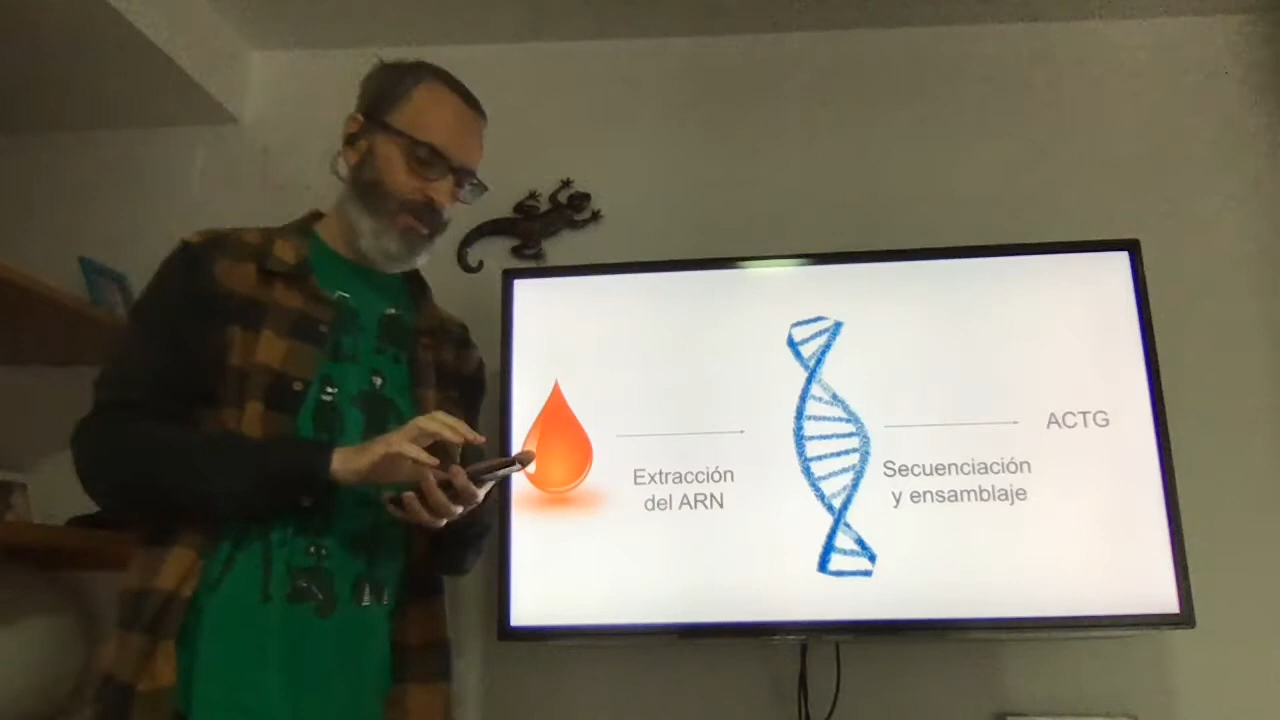 Extracción
del ARN
Secuenciación
y ensamblaje
ACTG